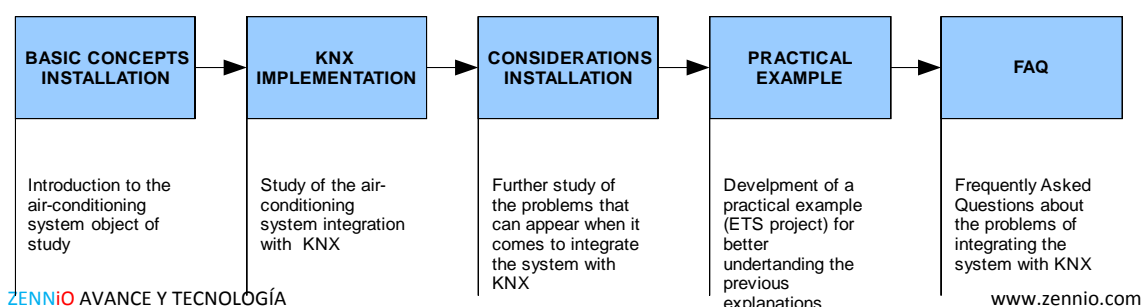 BASIC CONCEPTS
INSTALLATION
KNX
IMPLEMENTATION
CONSIDERATIONS
INSTALLATION
PRACTICAL
EXAMPLE
FAQ
Introduction to the
air-conditioning
system object of
study
Study of the air-
conditioning
system integration
with KNX
Further study of
the problems that
can appear when it
comes to integrate
the system with
KNX
Develpment of a
practical example
(ETS project) for
better
undertanding the
previous
explanations
Frequently Asked
Questions about
the problems of
integrating the
system with KNX
ZENNiO AVANCE Y TECNOLOGÍA
www.zennio.com